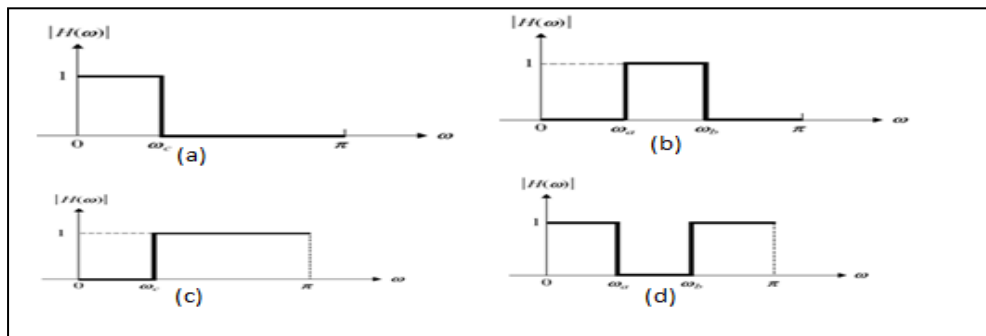 |H(ω)|
1
0 ω_c π ω
(a)
|H(ω)|
1
0 ω_a ω_b π ω
(b)
|H(ω)|
1
0 ω_c π ω
(c)
|H(ω)|
1
0 ω_a ω_b π ω
(d)